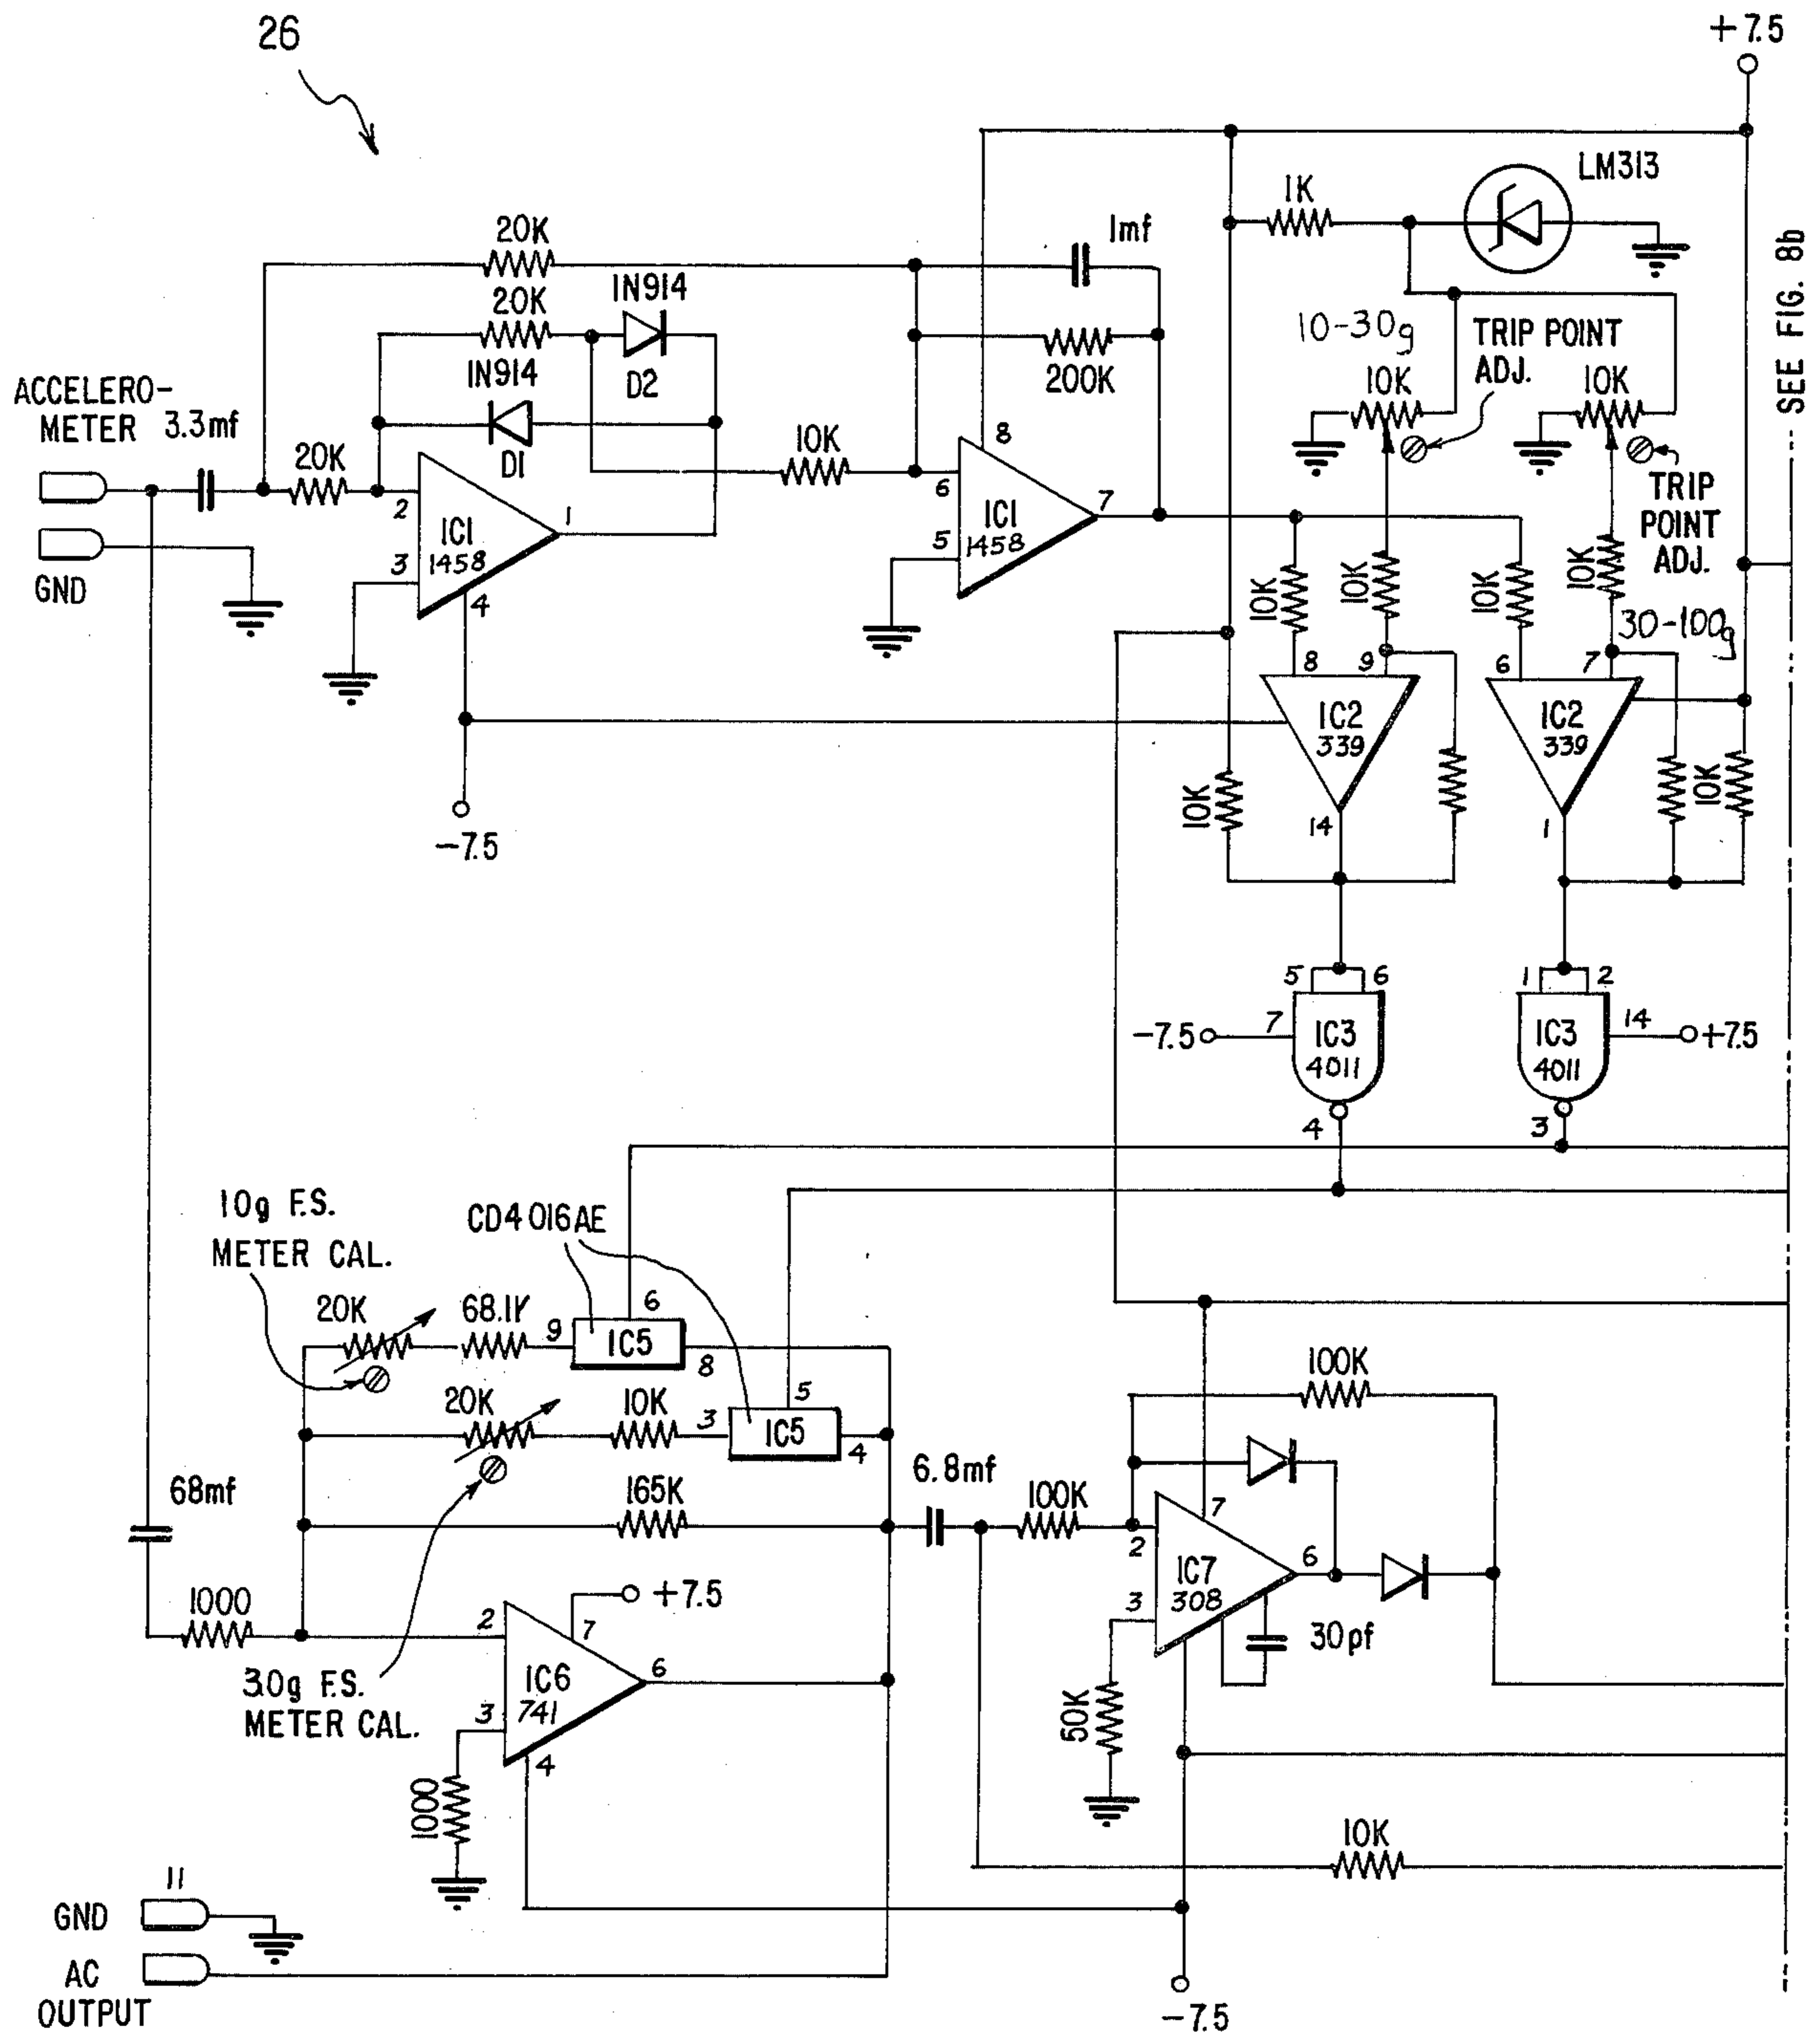 26
+7.5
LM313
1K
20K
1mf
20K
1N914
10-30g
TRIP POINT
ADJ.
1N914
D2
200K
10K
10K
ACCELERO-
METER
3.3mf
SEE FIG. 8b
20K
D1
10K
8
6
7
TRIP
POINT
ADJ.
2
IC1
1458
1
5
IC1
1458
3
4
GND
10K
10K
10K
10K
30-100g
8
9
6
7
IC2
339
IC2
339
-7.5
10K
10K
14
1
5
6
1
2
-7.5
7
IC3
4011
IC3
4011
14
+7.5
4
3
10g F.S.
METER CAL.
CD4016AE
20K
68.1K
9
6
IC5
8
20K
10K
3
5
IC5
4
100K
68mf
165K
6.8mf
100K
7
2
IC7
308
6
3
30pf
1000
+7.5
2
7
IC6
741
6
3
4
30g F.S.
METER CAL.
50K
1000
10K
11
GND
AC
OUTPUT
-7.5